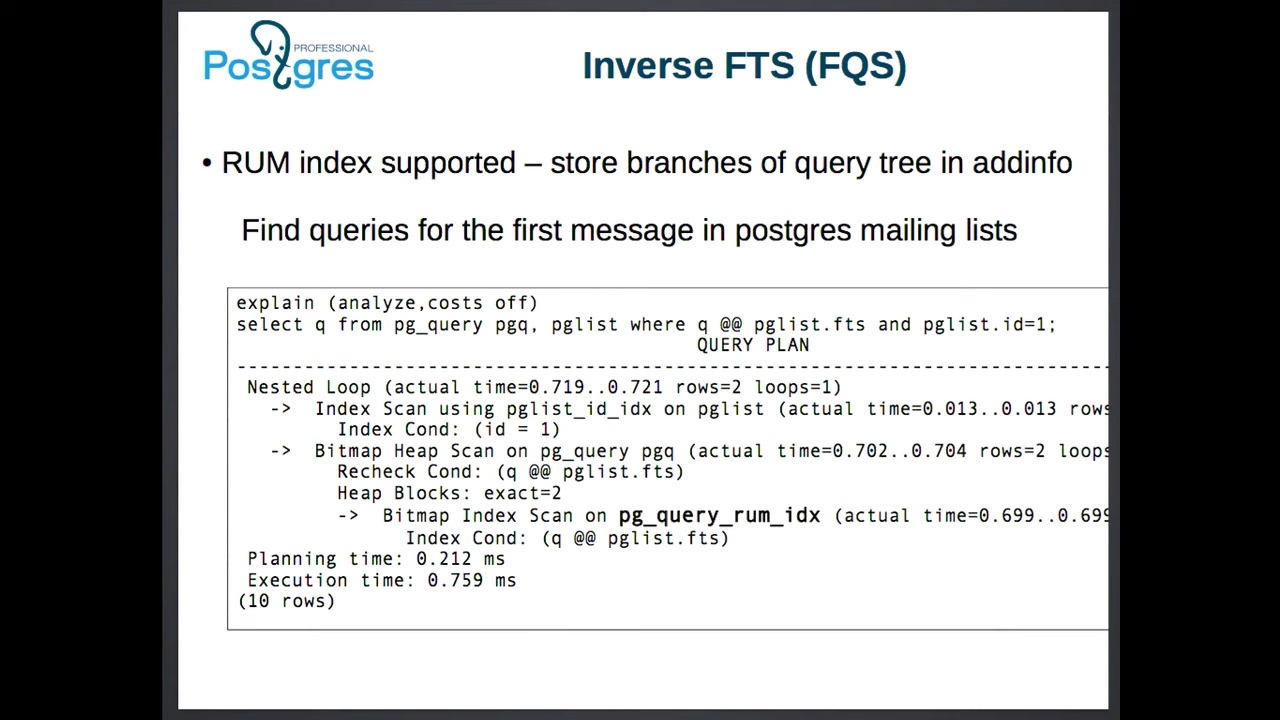 PROFESSIONAL
Postgres
Inverse FTS (FQS)
• RUM index supported – store branches of query tree in addinfo
Find queries for the first message in postgres mailing lists
explain (analyze,costs off)
select q from pg_query pgq, pglist where q @@ pglist.fts and pglist.id=1;
QUERY PLAN
--------------------------------------------------------------------------------
Nested Loop (actual time=0.719..0.721 rows=2 loops=1)
-> Index Scan using pglist_id_idx on pglist (actual time=0.013..0.013 rows
Index Cond: (id = 1)
-> Bitmap Heap Scan on pg_query pgq (actual time=0.702..0.704 rows=2 loops
Recheck Cond: (q @@ pglist.fts)
Heap Blocks: exact=2
-> Bitmap Index Scan on pg_query_rum_idx (actual time=0.699..0.699
Index Cond: (q @@ pglist.fts)
Planning time: 0.212 ms
Execution time: 0.759 ms
(10 rows)